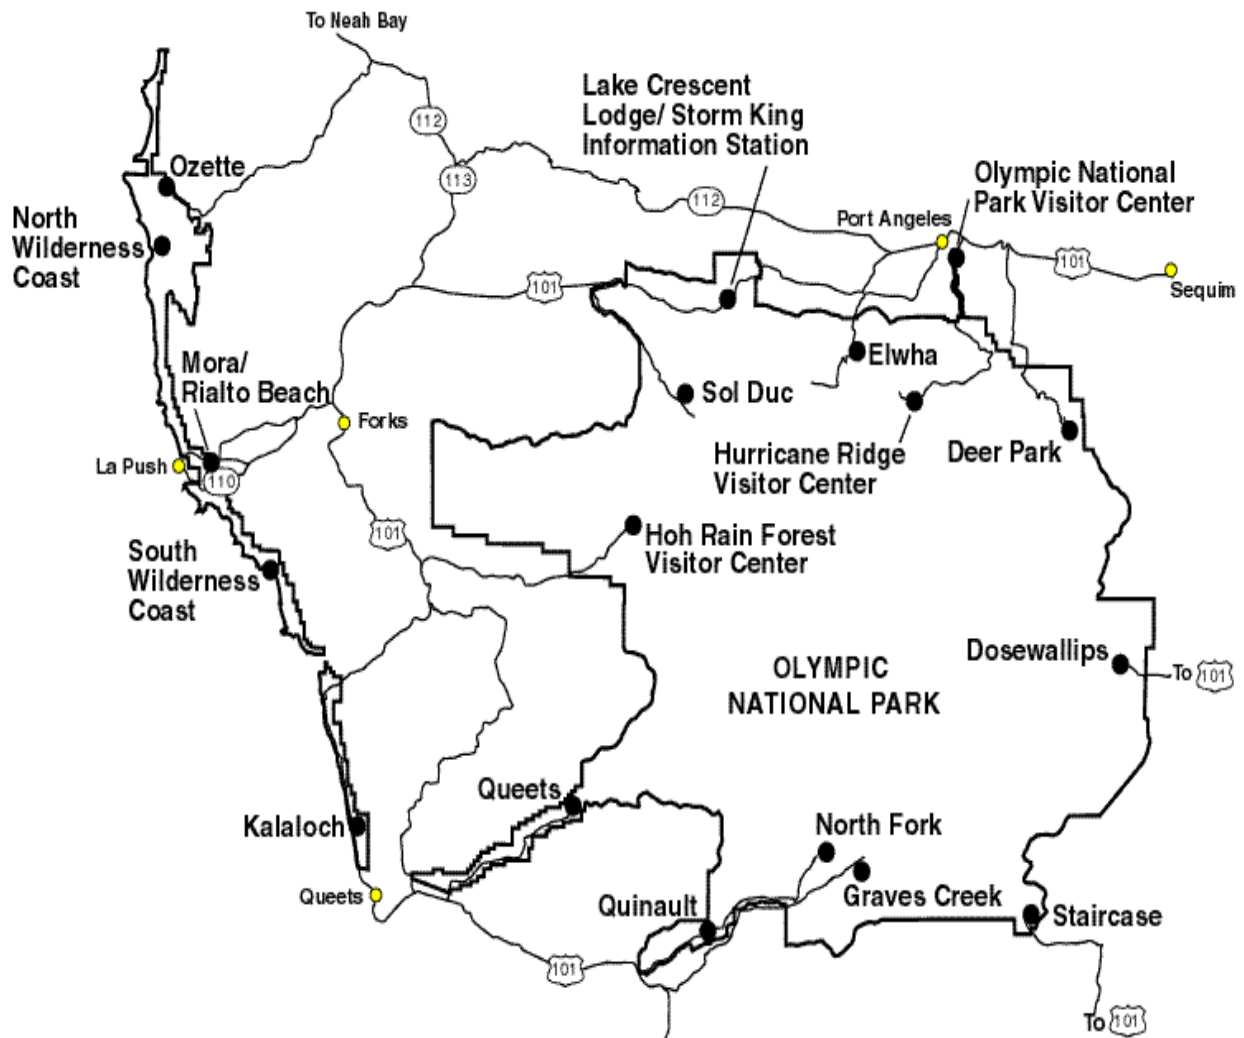 To Neah Bay
112
113
112
Lake Crescent
Lodge/ Storm King
Information Station
Olympic National
Park Visitor Center
Port Angeles
101
Sequim
Ozette
North
Wilderness
Coast
101
Mora/
Rialto Beach
Elwha
Sol Duc
Forks
Hurricane Ridge
Visitor Center
Deer Park
La Push
110
101
Hoh Rain Forest
Visitor Center
South
Wilderness
Coast
OLYMPIC
NATIONAL PARK
Dosewallips
To 101
Queets
Kalaloch
North Fork
Queets
Graves Creek
Quinault
Staircase
101
To 101